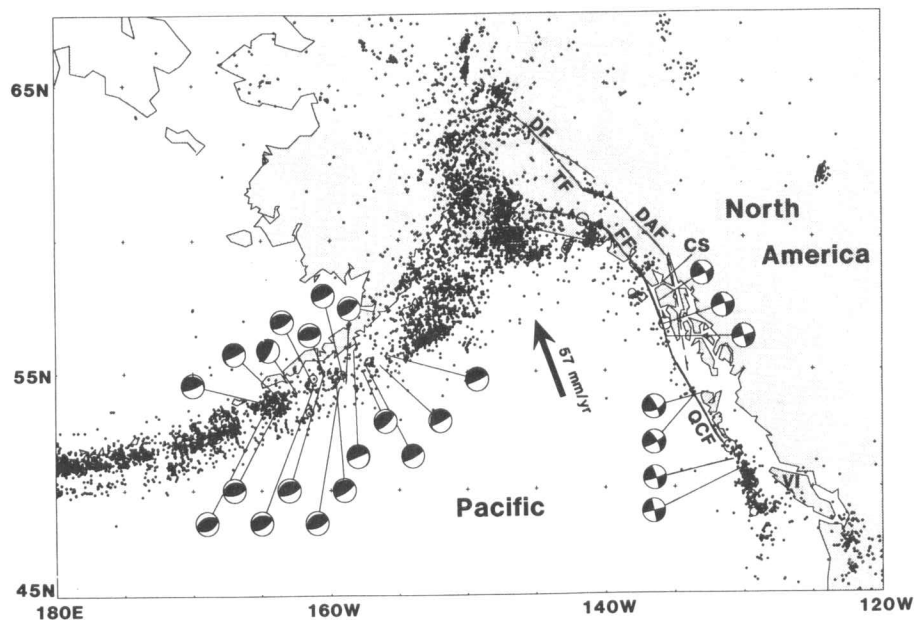 65N
DF
TF
DAF
North
America
FF
CS
57 mm/yr
55N
QCF
VI
Pacific
45N
180E
160W
140W
120W